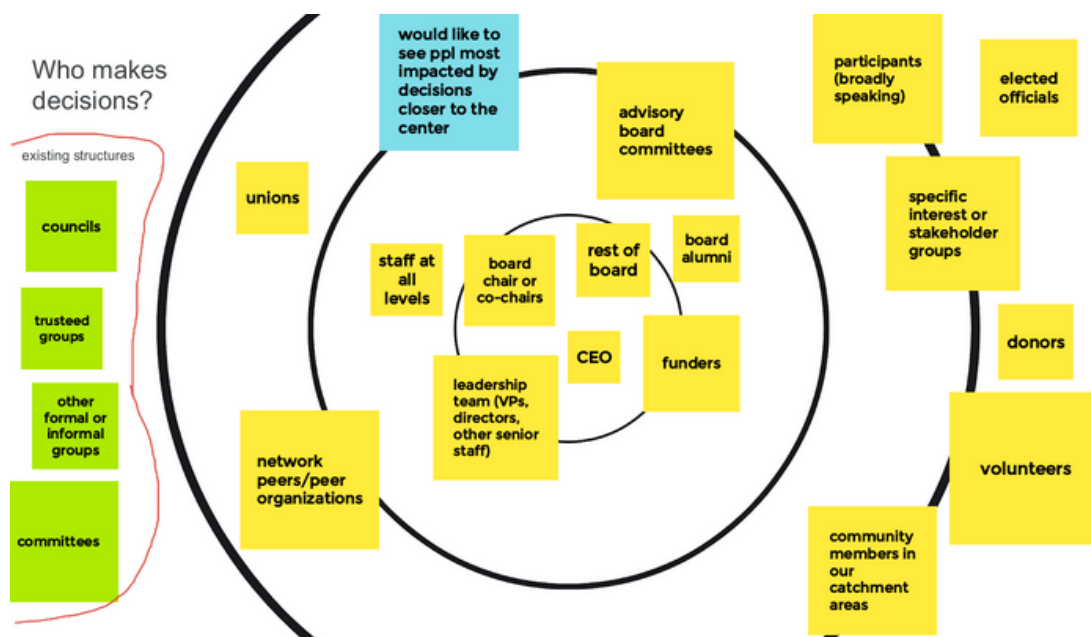 Who makes
decisions?
existing structures
councils
trusteed
groups
other
formal or
informal
groups
committees
would like to
see ppl most
impacted by
decisions
closer to the
center
advisory
board
committees
unions
staff at
all
levels
board
chair or
co-chairs
rest of
board
board
alumni
CEO
funders
leadership
team (VPs,
directors,
other senior
staff)
network
peers/peer
organizations
participants
(broadly
speaking)
elected
officials
specific
interest or
stakeholder
groups
donors
volunteers
community
members in
our
catchment
areas